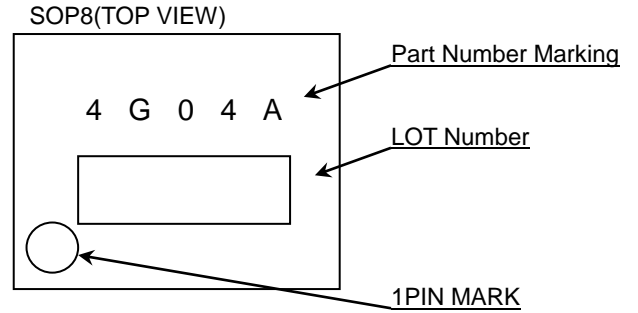 SOP8(TOP VIEW)
Part Number Marking
4 G 0 4 A
LOT Number
1PIN MARK